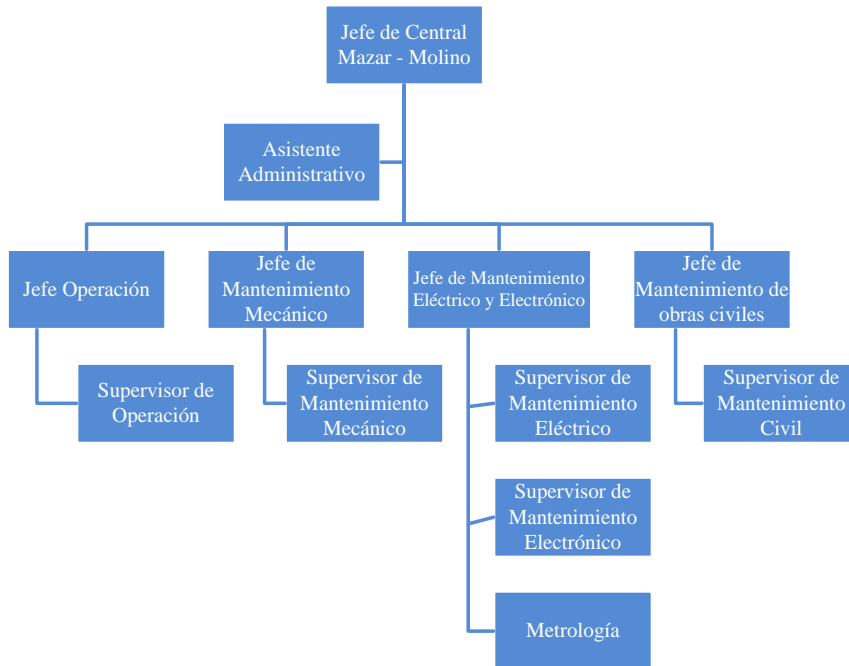 Jefe de Central
Mazar - Molino
Asistente
Administrativo
Jefe Operación
Jefe de
Mantenimiento
Mecánico
Jefe de Mantenimiento
Eléctrico y Electrónico
Jefe de
Mantenimiento de
obras civiles
Supervisor de
Operación
Supervisor de
Mantenimiento
Mecánico
Supervisor de
Mantenimiento
Eléctrico
Supervisor de
Mantenimiento
Civil
Supervisor de
Mantenimiento
Electrónico
Metrología